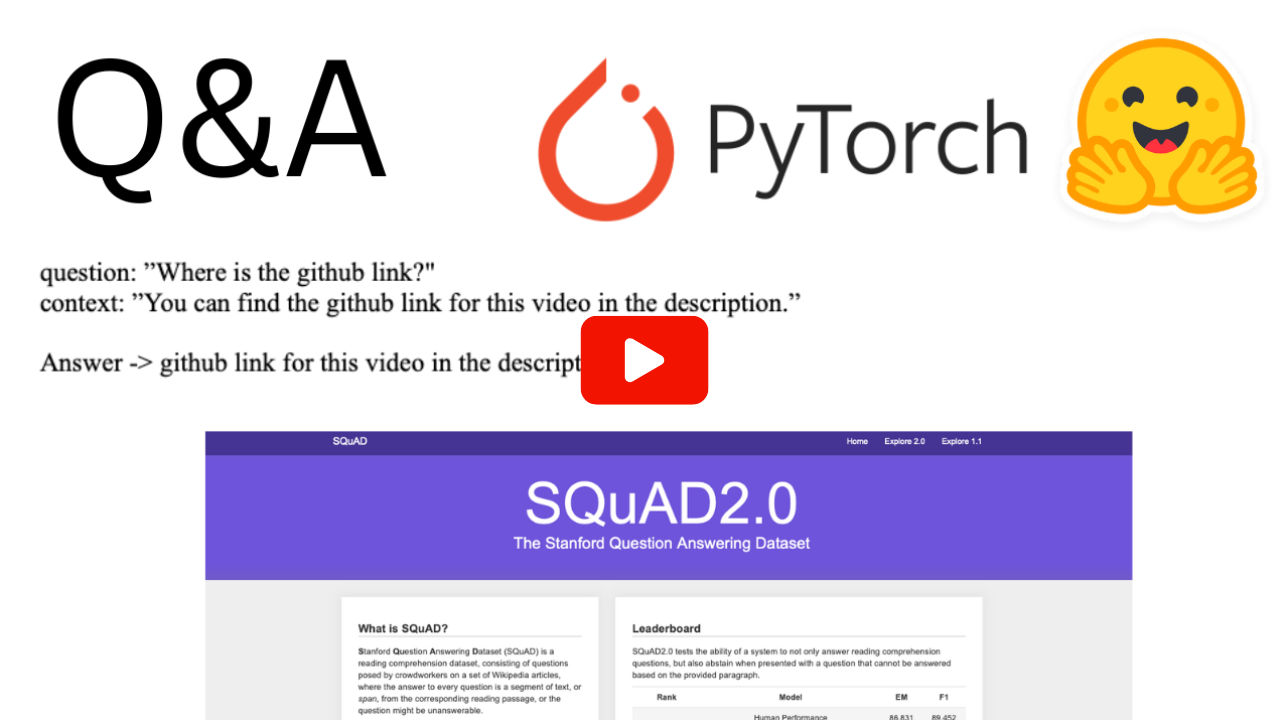 Q&A
PyTorch
question: ”Where is the github link?"
context: ”You can find the github link for this video in the description.”
Answer -> github link for this video in the descript
SQuAD
Home Explore 2.0 Explore 1.1
SQuAD2.0
The Stanford Question Answering Dataset
What is SQuAD?
Stanford Question Answering Dataset (SQuAD) is a
reading comprehension dataset, consisting of questions
posed by crowdworkers on a set of Wikipedia articles,
where the answer to every question is a segment of text, or
span, from the corresponding reading passage, or the
question might be unanswerable.
Leaderboard
SQuAD2.0 tests the ability of a system to not only answer reading comprehension
questions, but also abstain when presented with a question that cannot be answered
based on the provided paragraph.
Rank Model EM F1
Human Performance 86.831 89.452